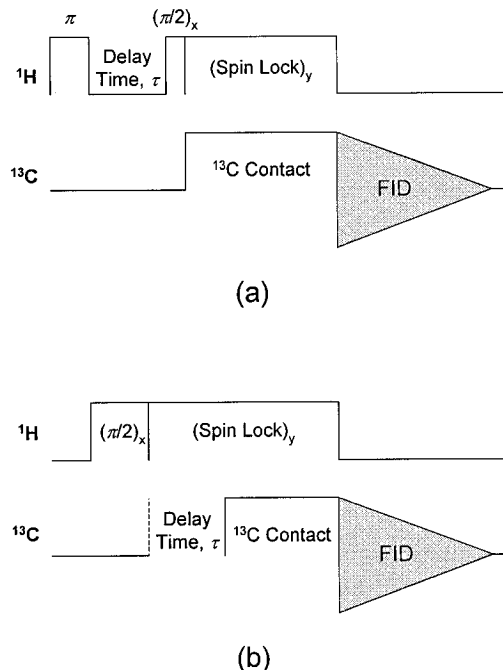 π
(π/2)x
Delay
Time, τ
(Spin Lock)y
¹H
¹³C Contact
¹³C
FID
(a)
¹H
(π/2)x
(Spin Lock)y
¹³C
Delay
Time, τ
¹³C Contact
FID
(b)